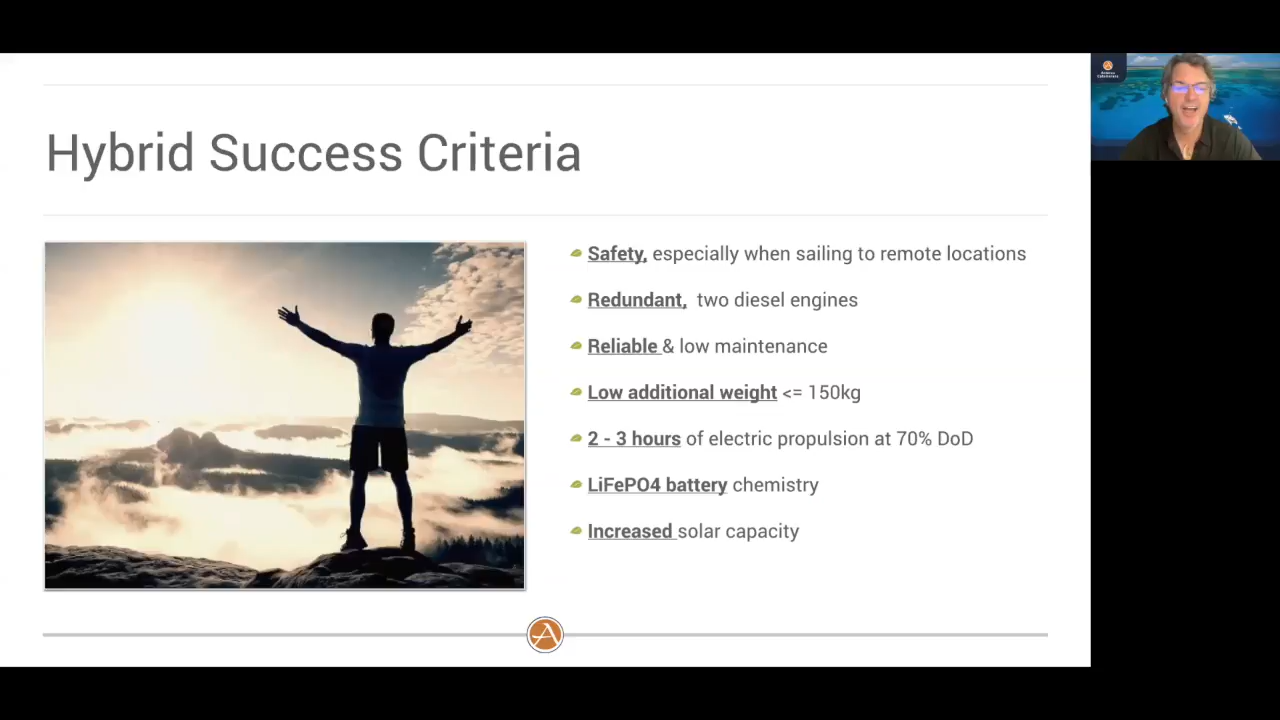 Hybrid Success Criteria
Safety, especially when sailing to remote locations
Redundant, two diesel engines
Reliable & low maintenance
Low additional weight <= 150kg
2 - 3 hours of electric propulsion at 70% DoD
LiFePO4 battery chemistry
Increased solar capacity